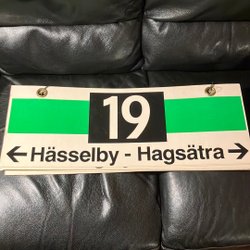 19
← Hässelby - Hagsätra →